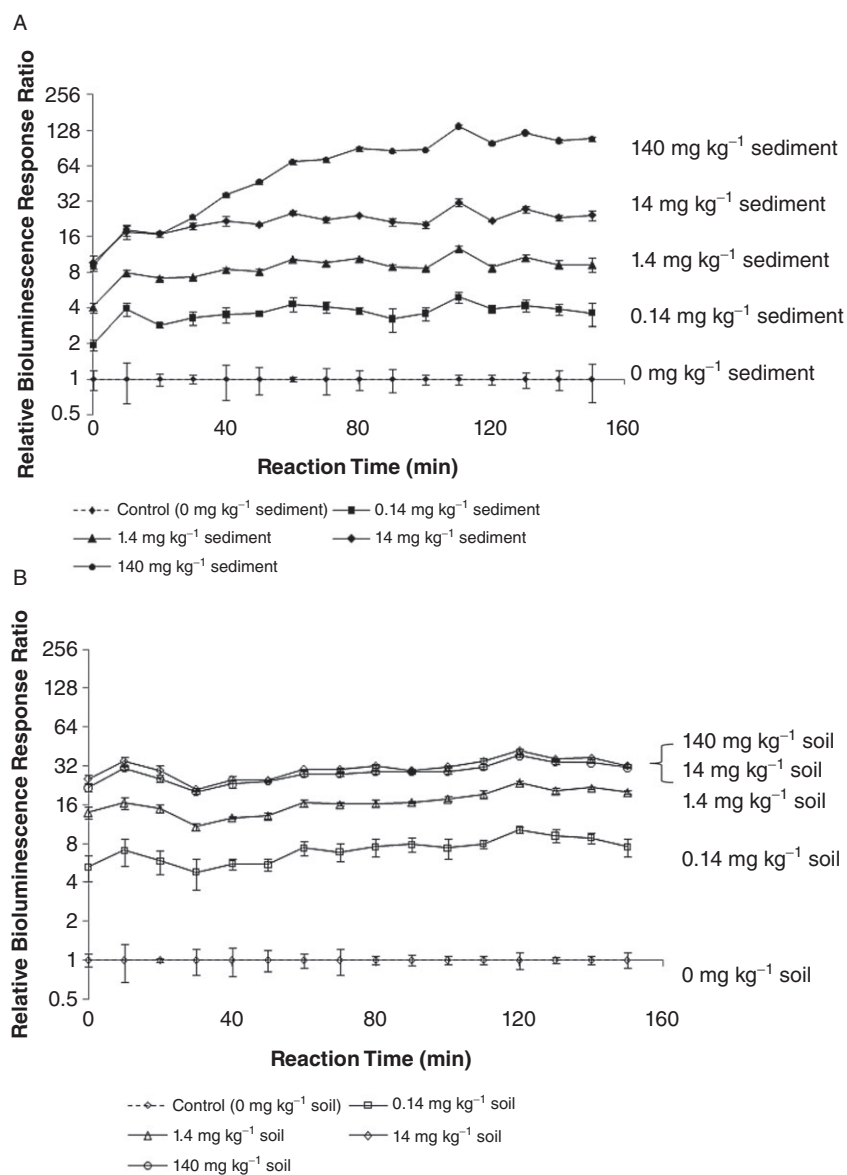 A
Relative Bioluminescence Response Ratio
256
128
64
32
16
8
4
2
1
0.5
0 40 80 120 160
Reaction Time (min)
140 mg kg⁻¹ sediment
14 mg kg⁻¹ sediment
1.4 mg kg⁻¹ sediment
0.14 mg kg⁻¹ sediment
0 mg kg⁻¹ sediment
Control (0 mg kg⁻¹ sediment) 0.14 mg kg⁻¹ sediment
1.4 mg kg⁻¹ sediment 14 mg kg⁻¹ sediment
140 mg kg⁻¹ sediment
B
Relative Bioluminescence Response Ratio
256
128
64
32
16
8
4
2
1
0.5
0 40 80 120 160
Reaction Time (min)
140 mg kg⁻¹ soil
14 mg kg⁻¹ soil
1.4 mg kg⁻¹ soil
0.14 mg kg⁻¹ soil
0 mg kg⁻¹ soil
Control (0 mg kg⁻¹ soil) 0.14 mg kg⁻¹ soil
1.4 mg kg⁻¹ soil 14 mg kg⁻¹ soil
140 mg kg⁻¹ soil